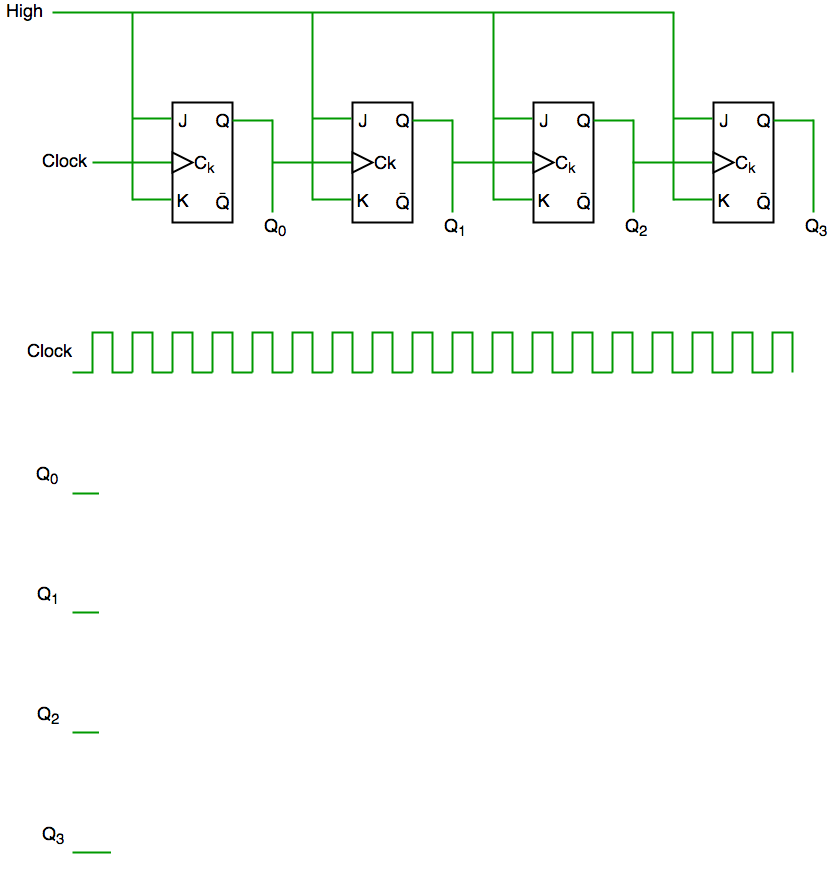 High
J Q J Q J Q J Q
Clock Ck Ck Ck Ck
K Q̄ K Q̄ K Q̄ K Q̄
Q0 Q1 Q2 Q3
Clock
Q0
Q1
Q2
Q3